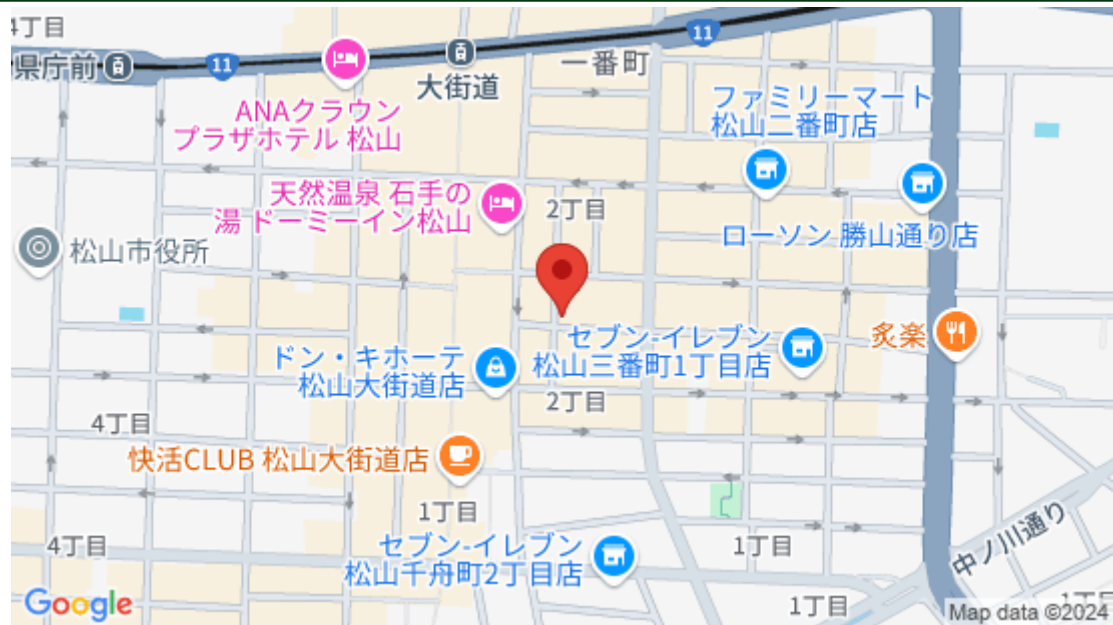 4丁目
県庁前
11
大街道
一番町
11
ANAクラウン
プラザホテル 松山
ファミリーマート
松山二番町店
天然温泉 石手の
湯 ドーミーイン松山
2丁目
松山市役所
ローソン 勝山通り店
セブン-イレブン
松山三番町1丁目店
炙楽
ドン・キホーテ
松山大街道店
2丁目
4丁目
快活CLUB 松山大街道店
1丁目
4丁目
セブン-イレブン
松山千舟町2丁目店
1丁目
中ノ川通り
1丁目
1丁目
Google
Map data ©2024